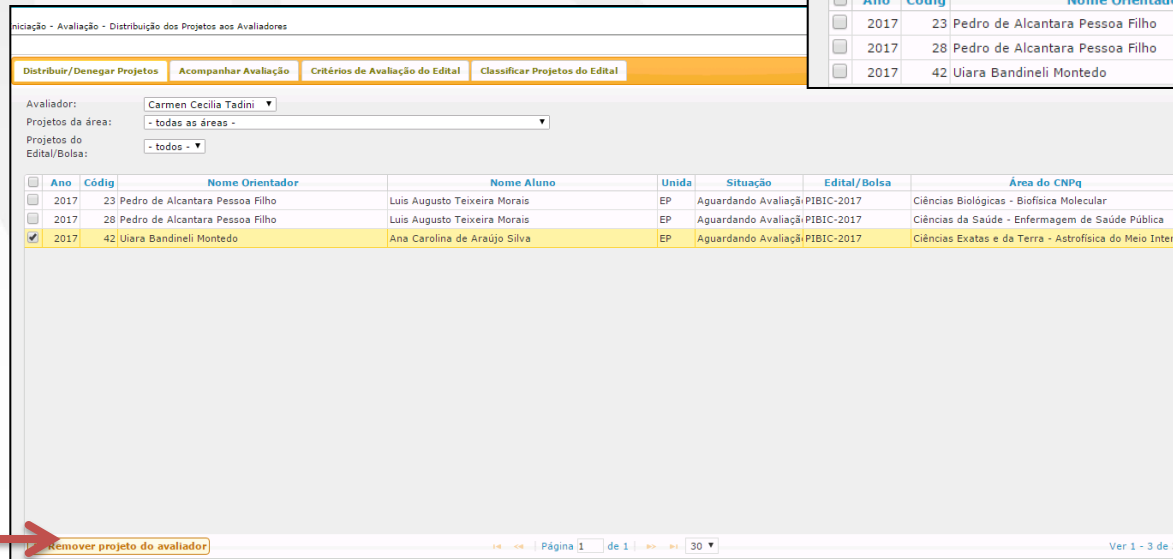 Ano Códig Nome Orientado
2017 23 Pedro de Alcantara Pessoa Filho
2017 28 Pedro de Alcantara Pessoa Filho
2017 42 Uiara Bandineli Montedo
niciação - Avaliação - Distribuição dos Projetos aos Avaliadores
Distribuir/Denegar Projetos Acompanhar Avaliação Critérios de Avaliação do Edital Classificar Projetos do Edital
Avaliador: Carmen Cecilia Tadini
Projetos da área: - todas as áreas -
Projetos do
Edital/Bolsa: - todos -
Ano Códig Nome Orientador Nome Aluno Unida Situação Edital/Bolsa Área do CNPq
2017 23 Pedro de Alcantara Pessoa Filho Luis Augusto Teixeira Morais EP Aguardando Avaliaçã PIBIC-2017 Ciências Biológicas - Biofísica Molecular
2017 28 Pedro de Alcantara Pessoa Filho Luis Augusto Teixeira Morais EP Aguardando Avaliaçã PIBIC-2017 Ciências da Saúde - Enfermagem de Saúde Pública
2017 42 Uiara Bandineli Montedo Ana Carolina de Araújo Silva EP Aguardando Avaliaçã PIBIC-2017 Ciências Exatas e da Terra - Astrofísica do Meio Inter
Remover projeto do avaliador Página 1 de 1 30 Ver 1 - 3 de